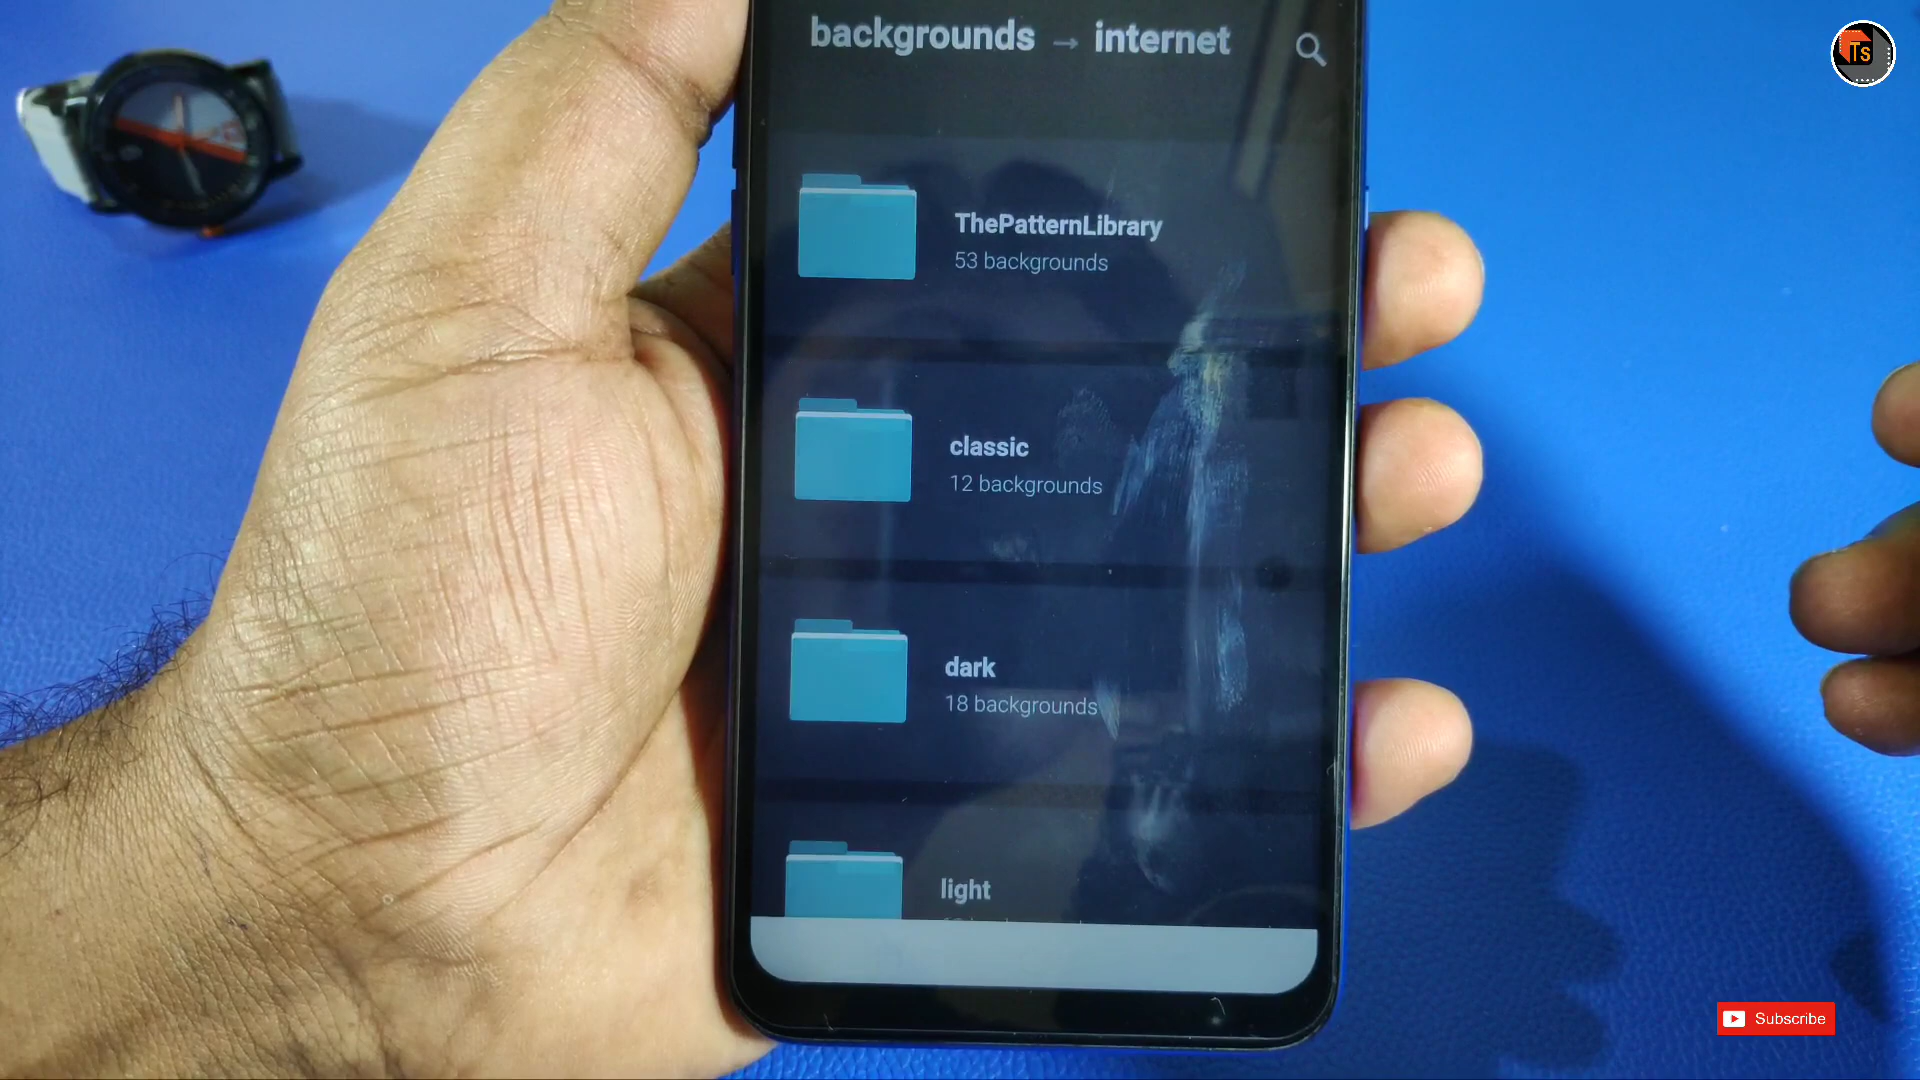 backgrounds → internet
Ts
ThePatternLibrary
53 backgrounds
classic
12 backgrounds
dark
18 backgrounds
light
Subscribe